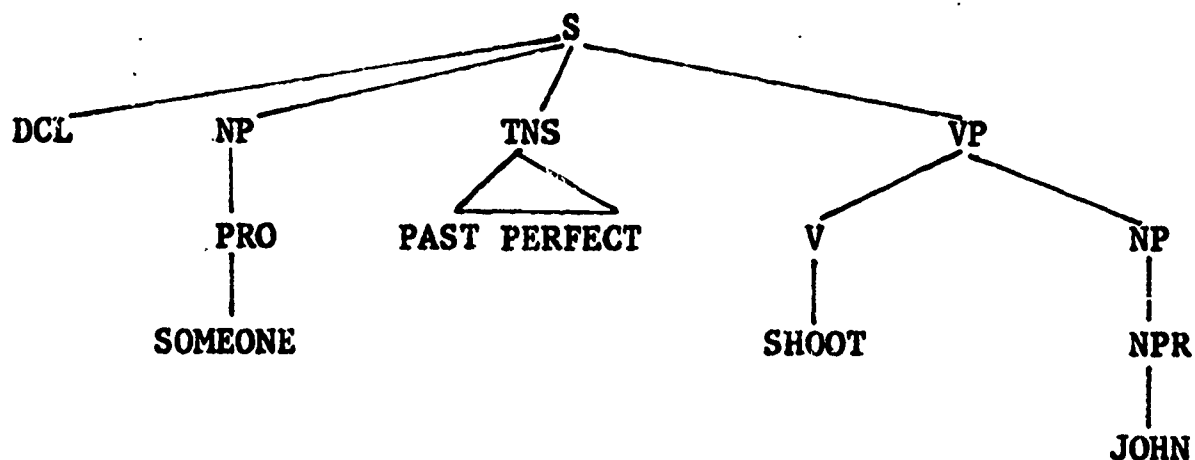 S
DCL NP TNS VP
PRO PAST PERFECT V NP
SOMEONE SHOOT NPR
JOHN